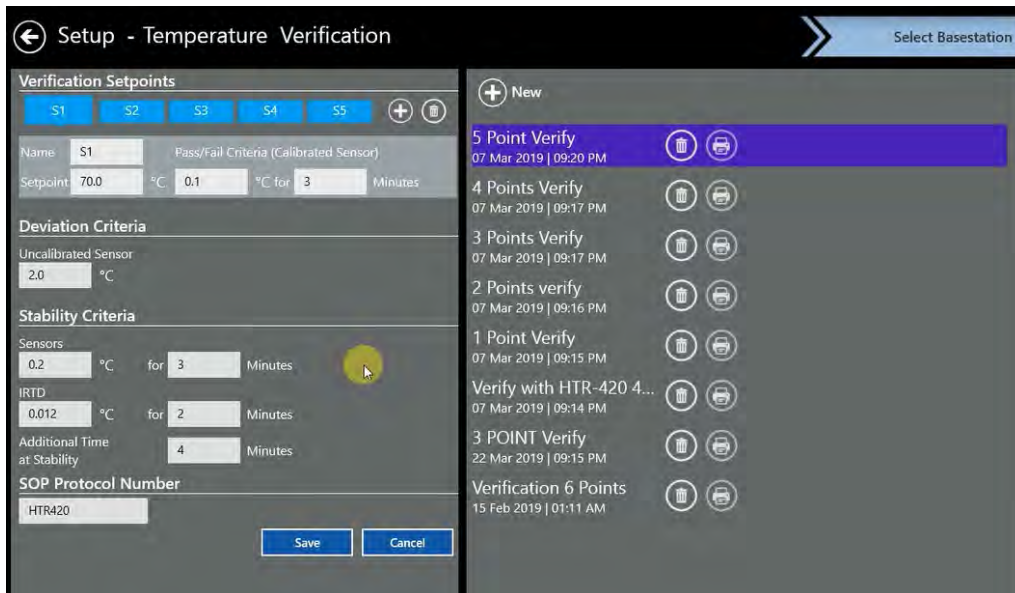 Setup - Temperature Verification
Select Basestation
Verification Setpoints
S1 S2 S3 S4 S5
Name S1 Pass/Fail Criteria (Calibrated Sensor)
Setpoint 70.0 °C 0.1 °C for 3 Minutes
Deviation Criteria
Uncalibrated Sensor
2.0 °C
Stability Criteria
Sensors
0.2 °C for 3 Minutes
IRTD
0.012 °C for 2 Minutes
Additional Time
at Stability 4 Minutes
SOP Protocol Number
HTR420
Save Cancel
New
5 Point Verify
07 Mar 2019 | 09:20 PM
4 Points Verify
07 Mar 2019 | 09:17 PM
3 Points Verify
07 Mar 2019 | 09:17 PM
2 Points verify
07 Mar 2019 | 09:16 PM
1 Point Verify
07 Mar 2019 | 09:15 PM
Verify with HTR-420 4...
07 Mar 2019 | 09:14 PM
3 POINT Verify
22 Mar 2019 | 09:15 PM
Verification 6 Points
15 Feb 2019 | 01:11 AM